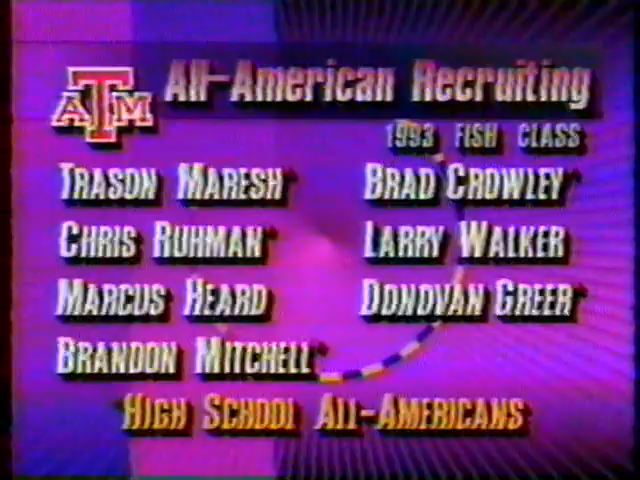 ATM All-American Recruiting
1993 FISH CLASS
TRASON MARESH* BRAD CROWLEY*
CHRIS RUHMAN* LARRY WALKER
MARCUS HEARD DONOVAN GREER*
BRANDON MITCHELL*
*HIGH SCHOOL ALL-AMERICANS